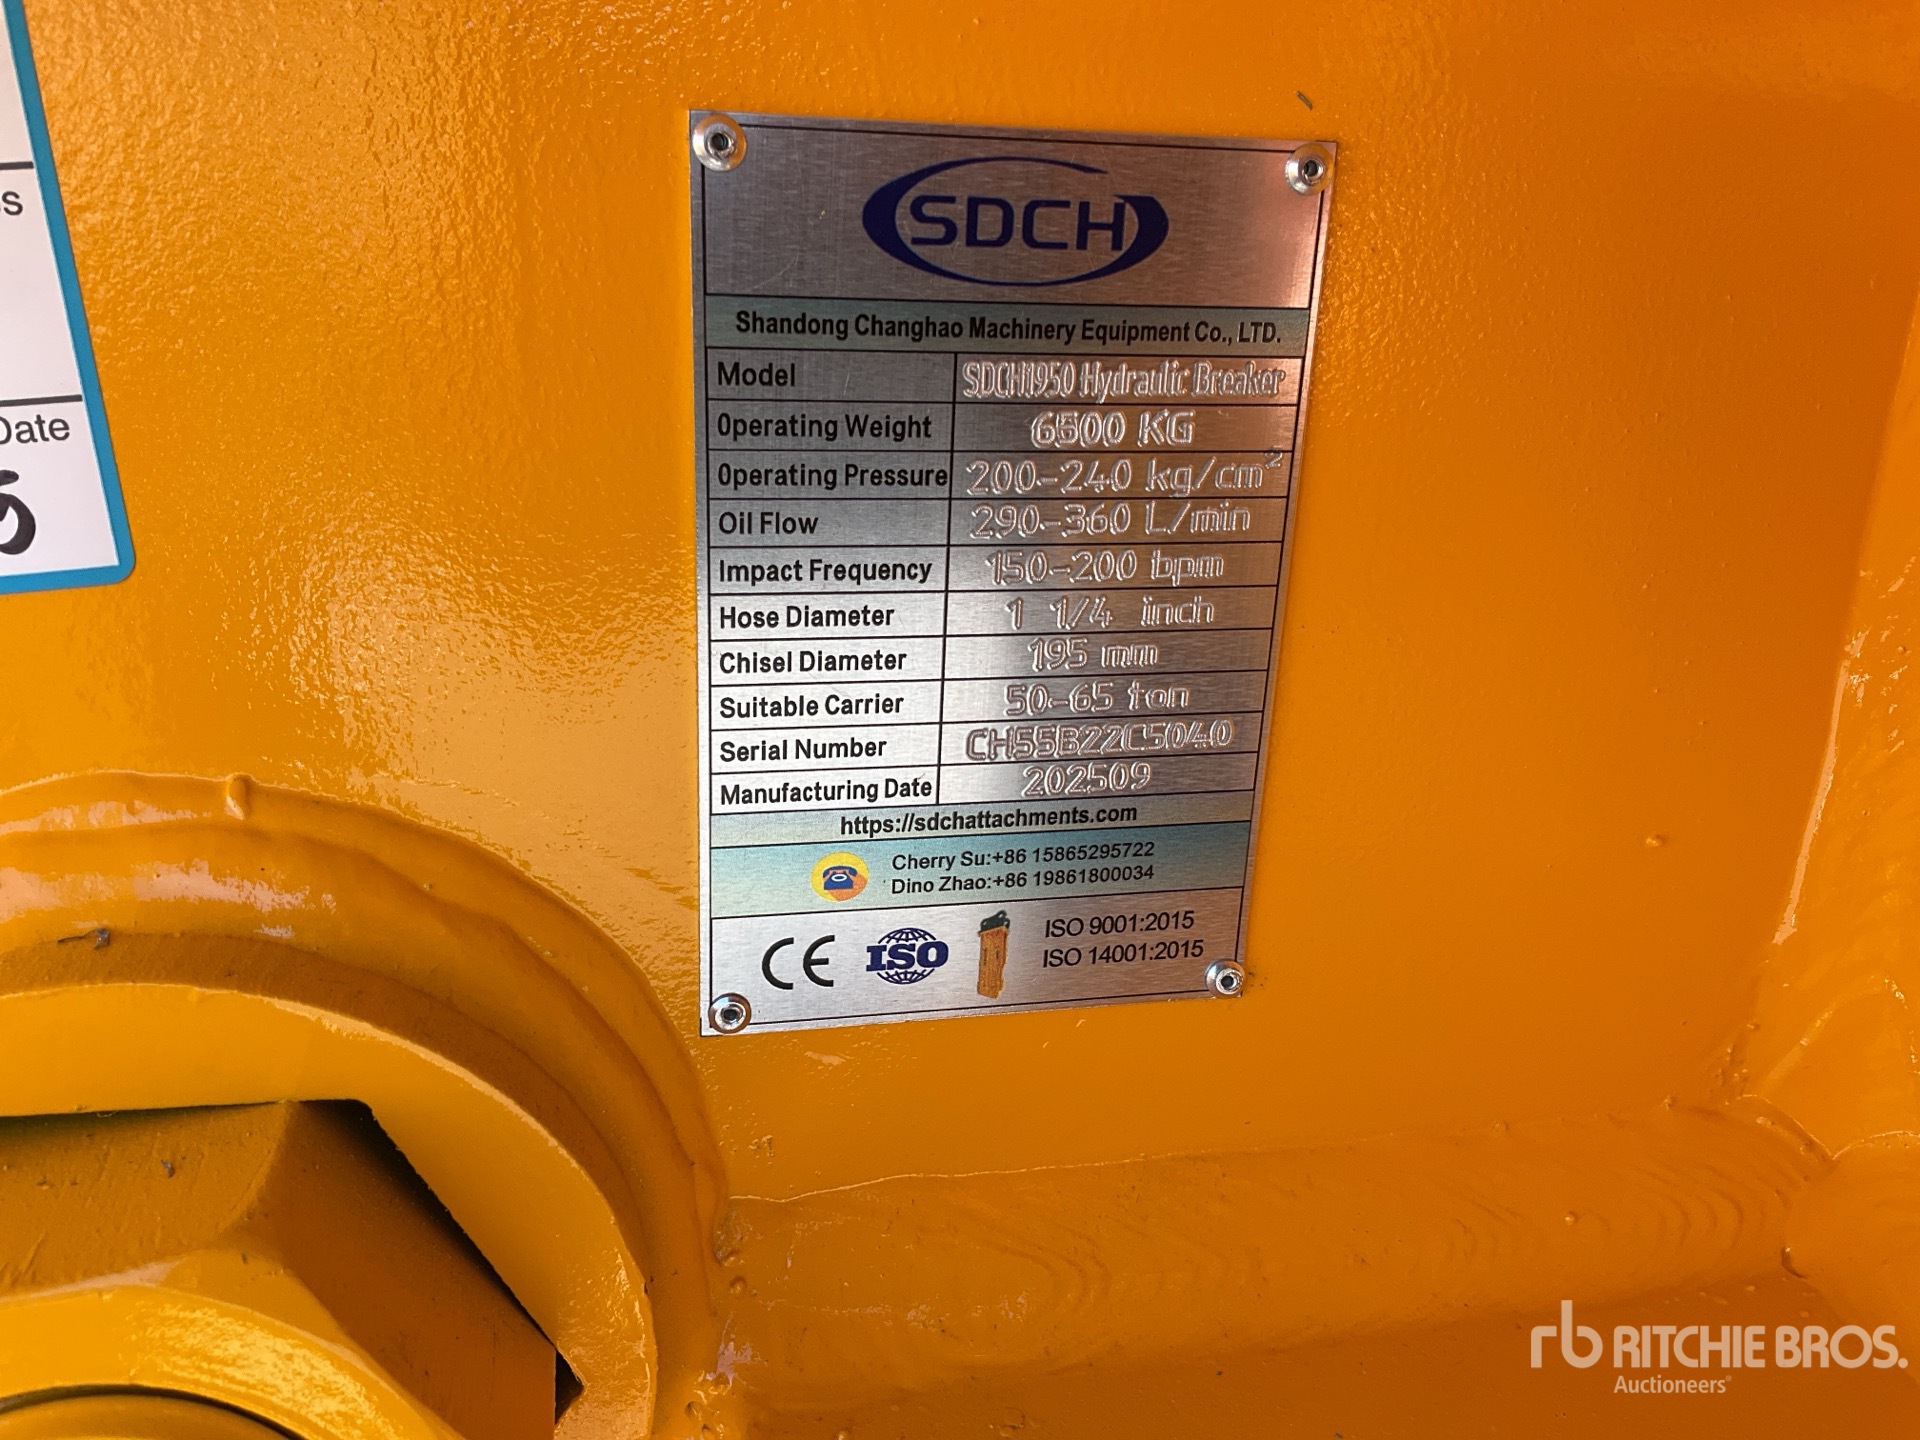 s
Date
SDCH
Shandong Changhao Machinery Equipment Co., LTD.
Model SDCH1950 Hydraulic Breaker
Operating Weight 6500 KG
Operating Pressure 200-240 kg/cm²
Oil Flow 290-360 L/min
Impact Frequency 150-200 bpm
Hose Diameter 1 1/4 inch
Chisel Diameter 195 mm
Suitable Carrier 50-65 ton
Serial Number CH55B22C5040
Manufacturing Date 202509
https://sdchattachments.com
Cherry Su:+86 15865295722
Dino Zhao:+86 19861800034
CE ISO ISO 9001:2015
ISO 14001:2015
rb RITCHIE BROS.
Auctioneers®